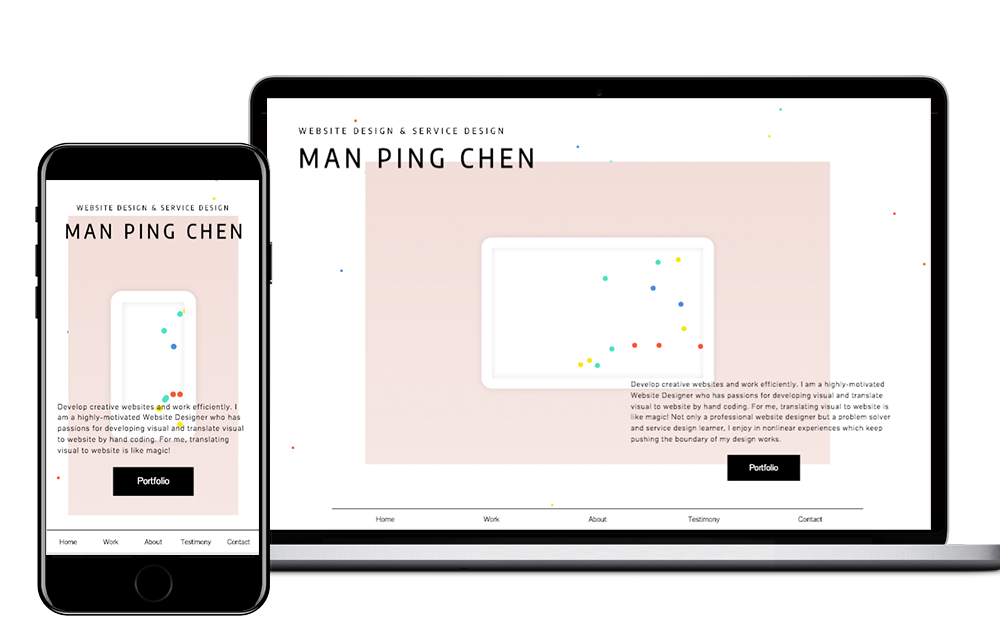 WEBSITE DESIGN & SERVICE DESIGN
MAN PING CHEN
Develop creative websites and work efficiently. I
am a highly-motivated Website Designer who has
passions for developing visual and translate visual
to website by hand coding. For me, translating
visual to website is like magic!
Portfolio
Home Work About Testimony Contact
WEBSITE DESIGN & SERVICE DESIGN
MAN PING CHEN
Develop creative websites and work efficiently. I am a highly-motivated
Website Designer who has passions for developing visual and translate
visual to website by hand coding. For me, translating visual to website is
like magic! Not only a professional website designer but a problem solver
and service design learner, I enjoy in nonlinear experiences which keep
pushing the boundary of my design works.
Portfolio
Home Work About Testimony Contact